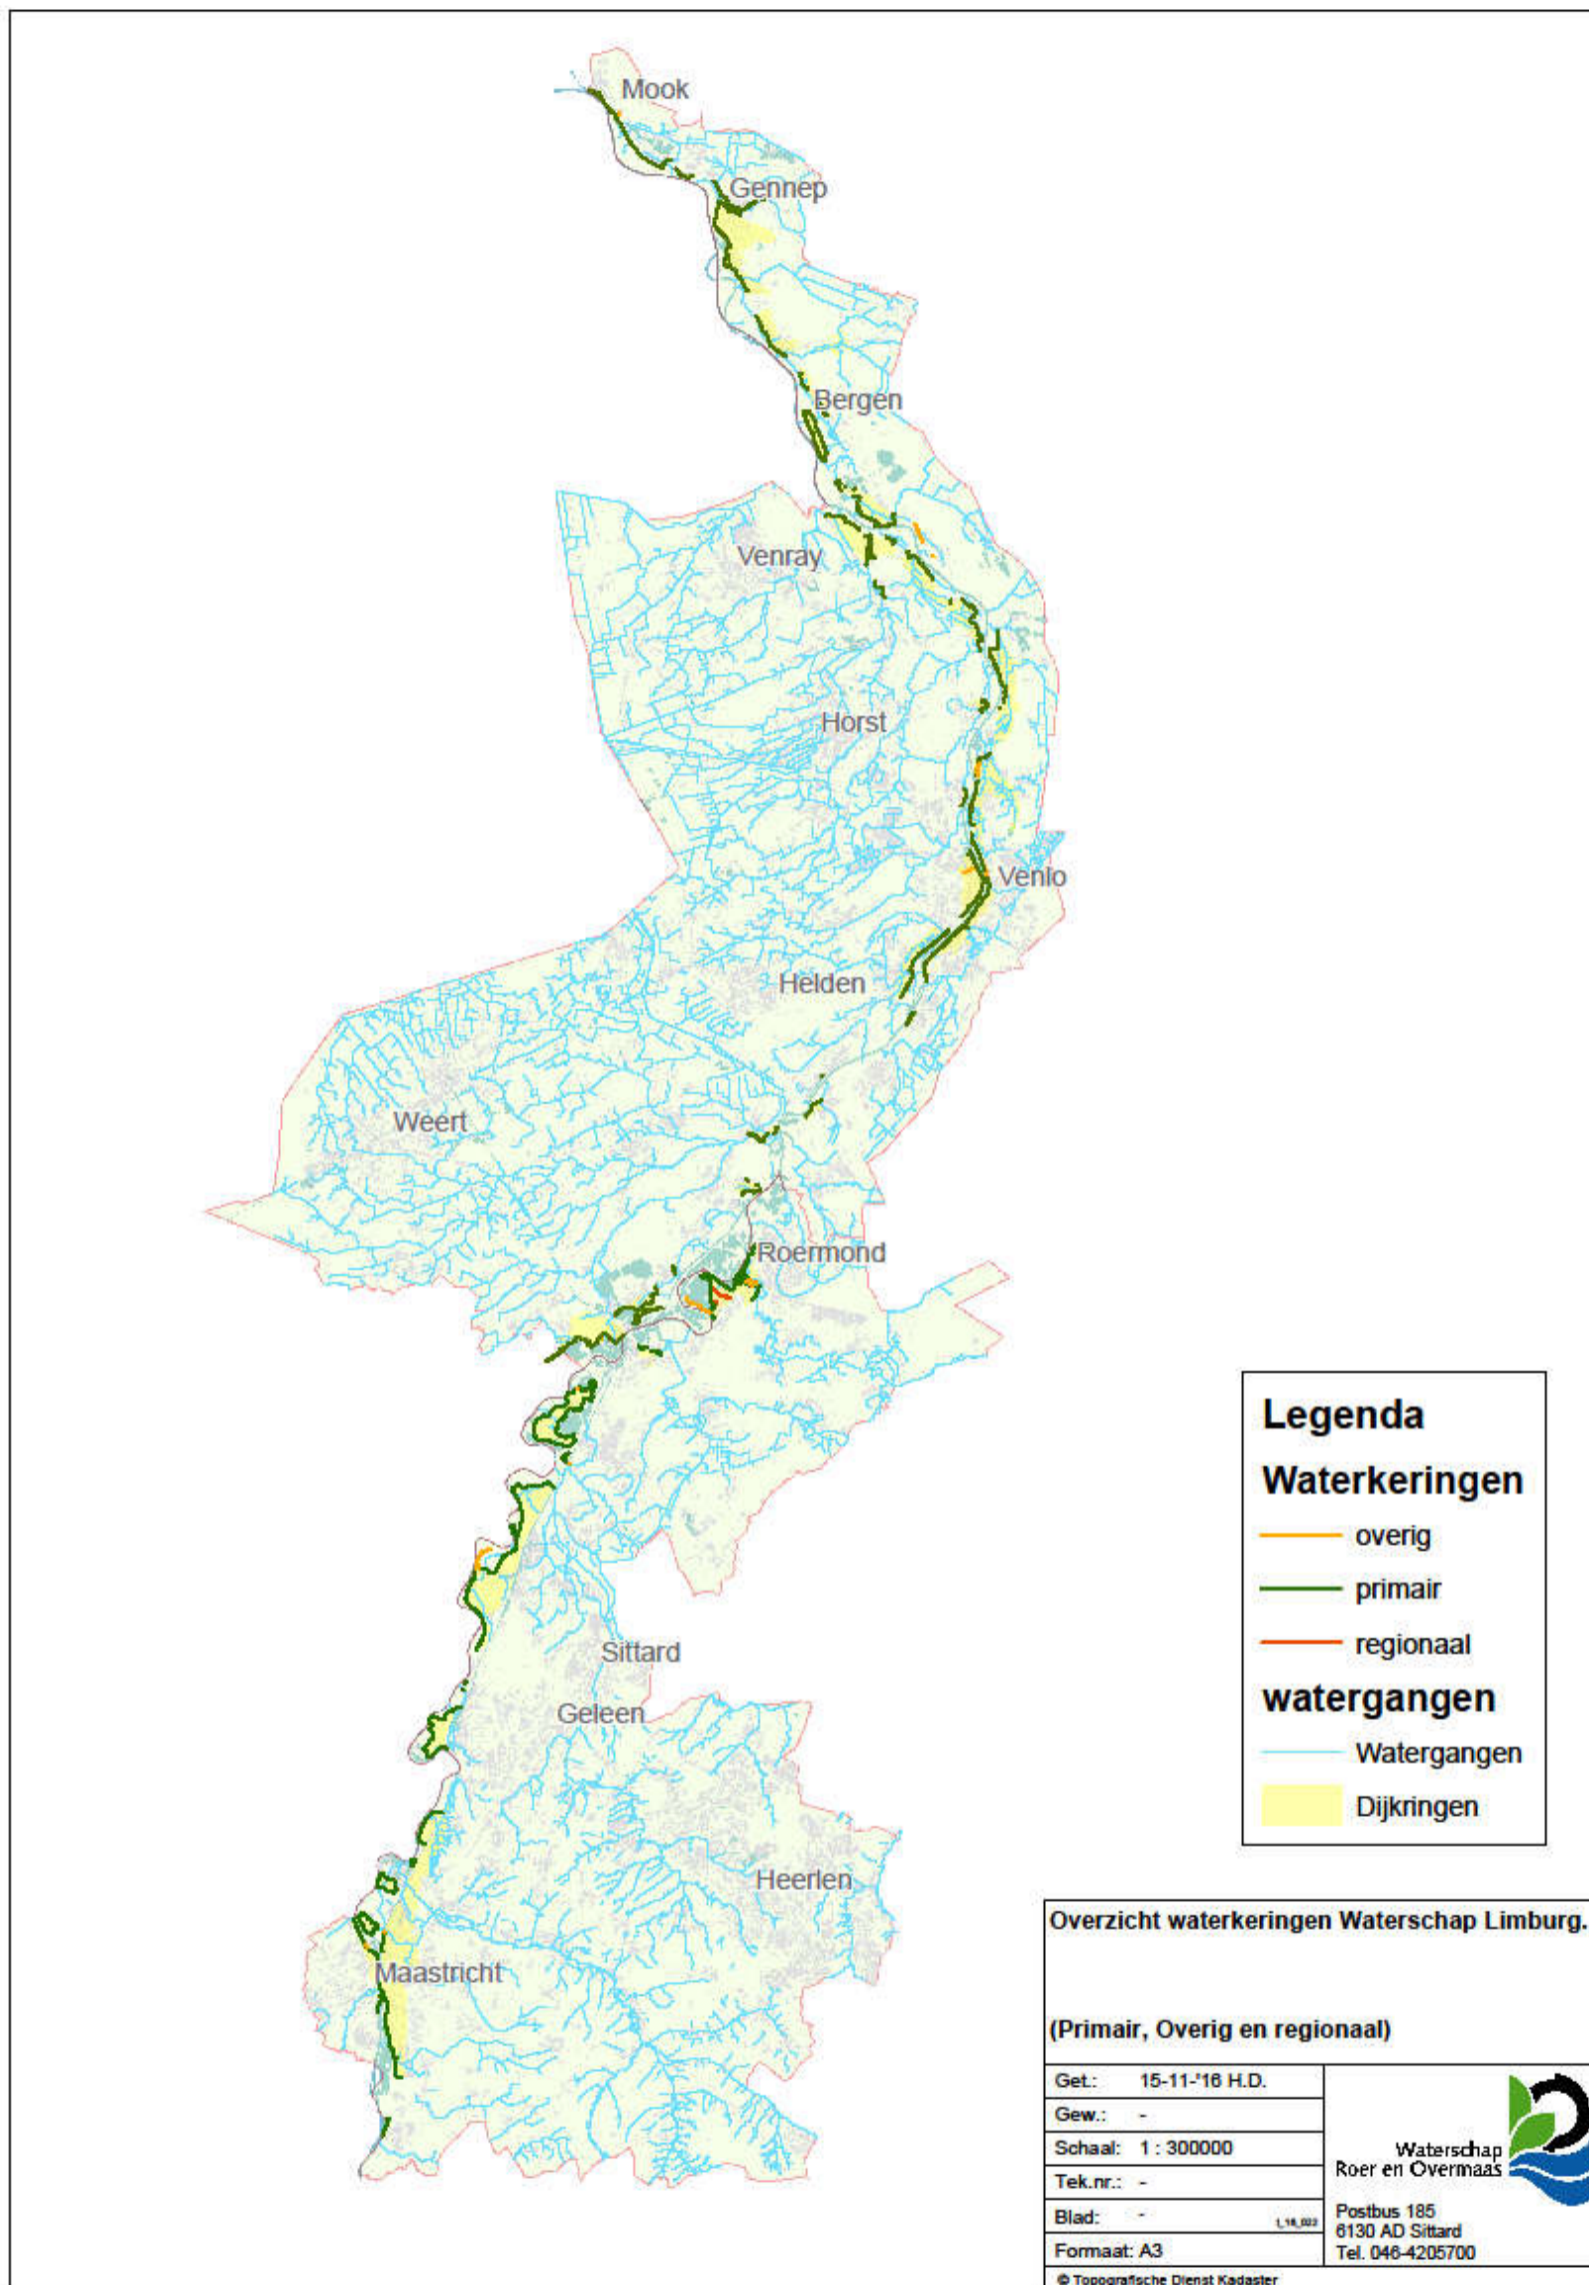 Mook
Gennep
Bergen
Venray
Horst
Venlo
Helden
Weert
Roermond
Sittard
Geleen
Heerlen
Maastricht
Legenda
Waterkeringen
overig
primair
regionaal
watergangen
Watergangen
Dijkringen
Overzicht waterkeringen Waterschap Limburg.
(Primair, Overig en regionaal)
Get.: 15-11-'16 H.D.
Gew.: -
Schaal: 1 : 300000
Tek.nr.: -
Blad: -
Formaat: A3
Waterschap
Roer en Overmaas
Postbus 185
6130 AD Sittard
Tel. 046-4205700
© Topografische Dienst Kadaster